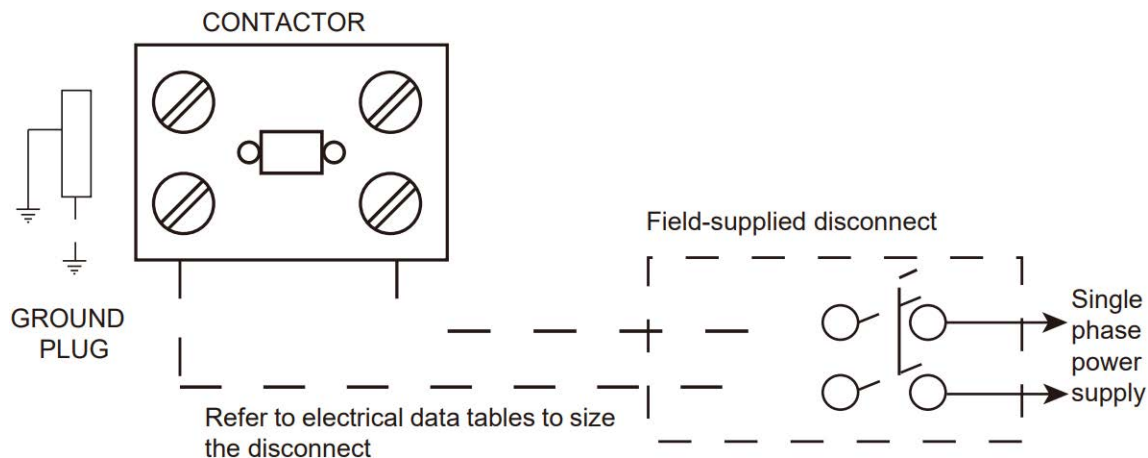 CONTACTOR
GROUND
PLUG
Field-supplied disconnect
Single
phase
power
supply
Refer to electrical data tables to size
the disconnect